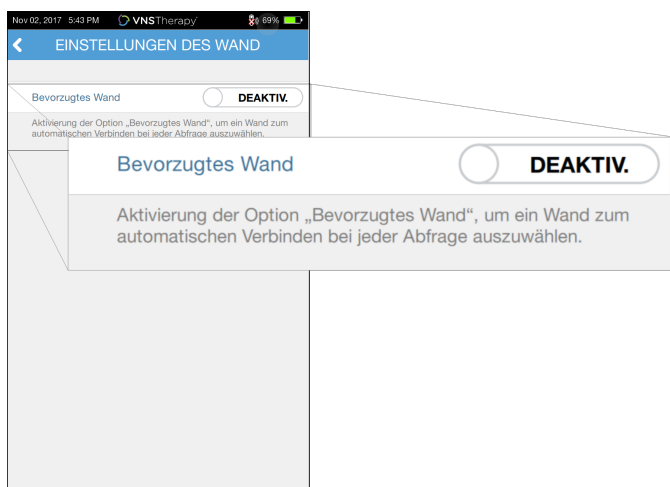 Nov 02, 2017 5:43 PM VNSTherapy 69%
EINSTELLUNGEN DES WAND
Bevorzugtes Wand DEAKTIV.
Aktivierung der Option „Bevorzugtes Wand“, um ein Wand zum
automatischen Verbinden bei jeder Abfrage auszuwählen.
Bevorzugtes Wand DEAKTIV.
Aktivierung der Option „Bevorzugtes Wand“, um ein Wand zum
automatischen Verbinden bei jeder Abfrage auszuwählen.